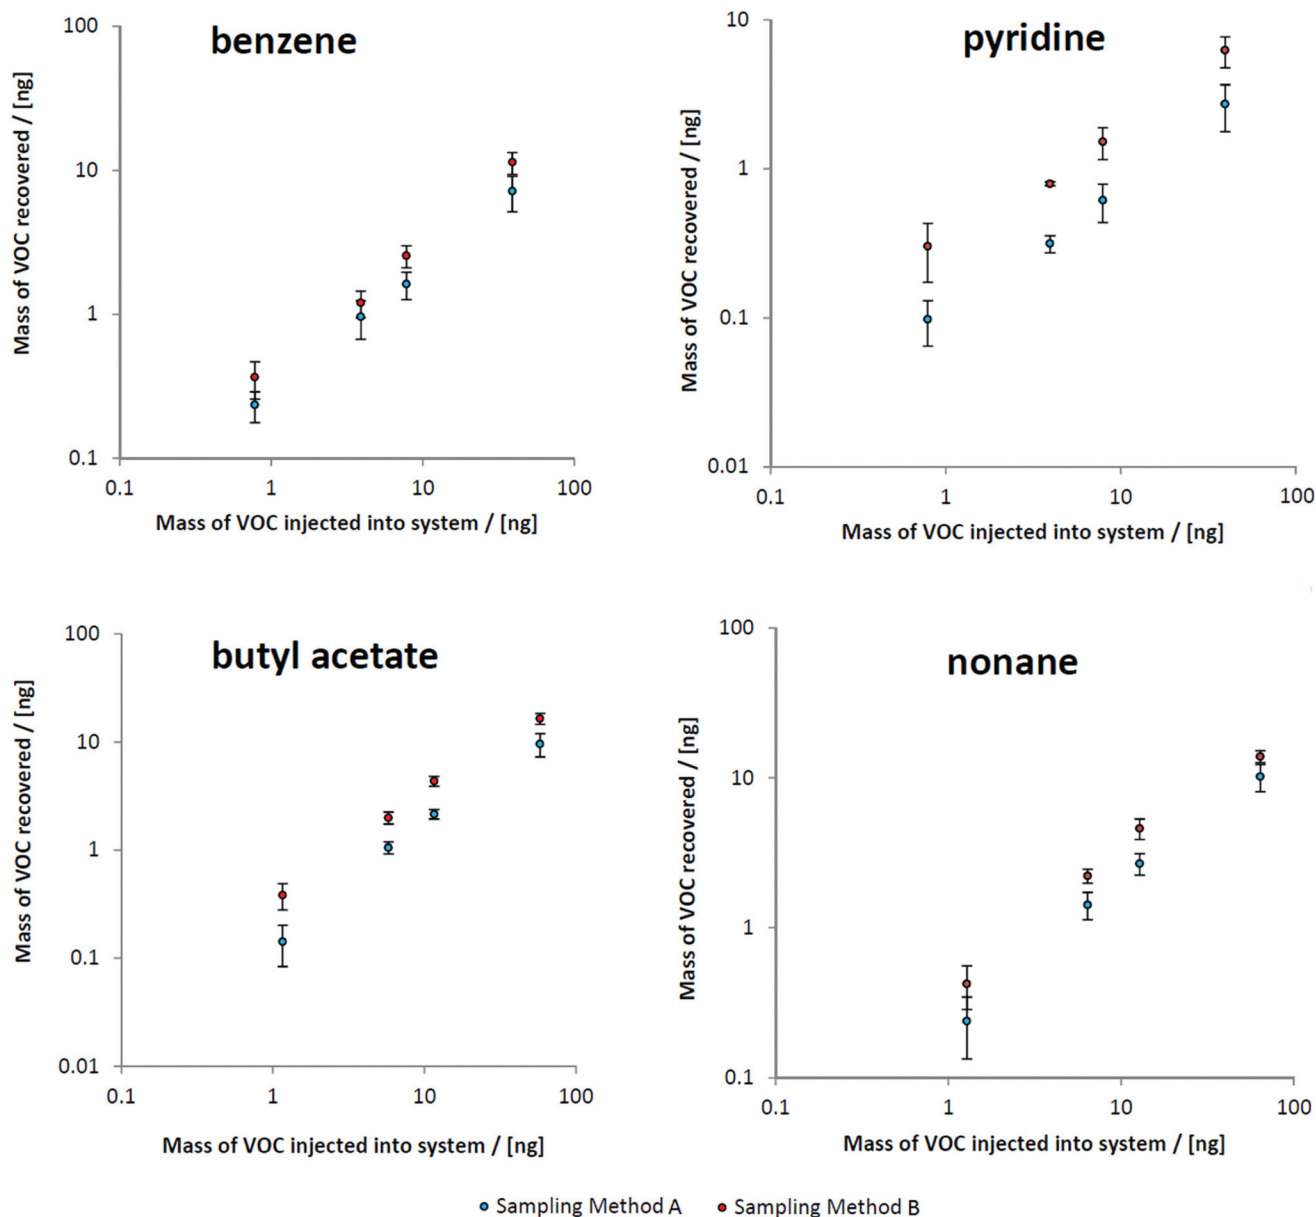 benzene
Mass of VOC recovered / [ng]
100
10
1
0.1
0.1 1 10 100
Mass of VOC injected into system / [ng]
pyridine
Mass of VOC recovered / [ng]
10
1
0.1
0.01
0.1 1 10 100
Mass of VOC injected into system / [ng]
butyl acetate
Mass of VOC recovered / [ng]
100
10
1
0.1
0.01
0.1 1 10 100
Mass of VOC injected into system / [ng]
nonane
Mass of VOC recovered / [ng]
100
10
1
0.1
0.1 1 10 100
Mass of VOC injected into system / [ng]
Sampling Method A Sampling Method B